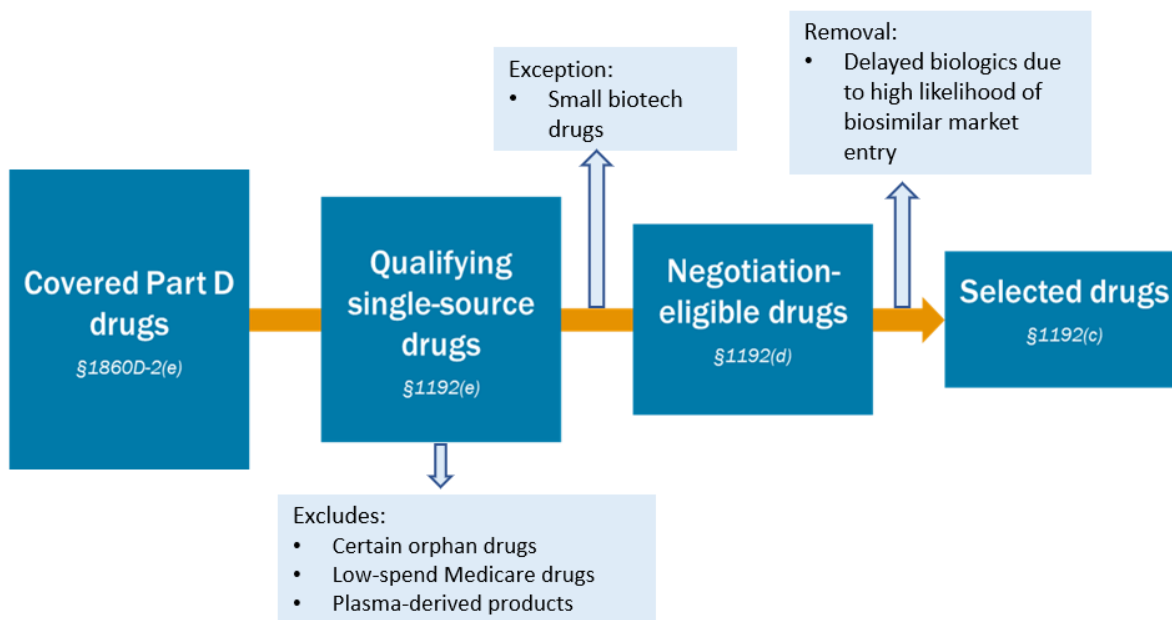 Exception:
• Small biotech
drugs
Removal:
• Delayed biologics due
to high likelihood of
biosimilar market
entry
Covered Part D
drugs
§1860D-2(e)
Qualifying
single-source
drugs
§1192(e)
Negotiation-
eligible drugs
§1192(d)
Selected drugs
§1192(c)
Excludes:
• Certain orphan drugs
• Low-spend Medicare drugs
• Plasma-derived products